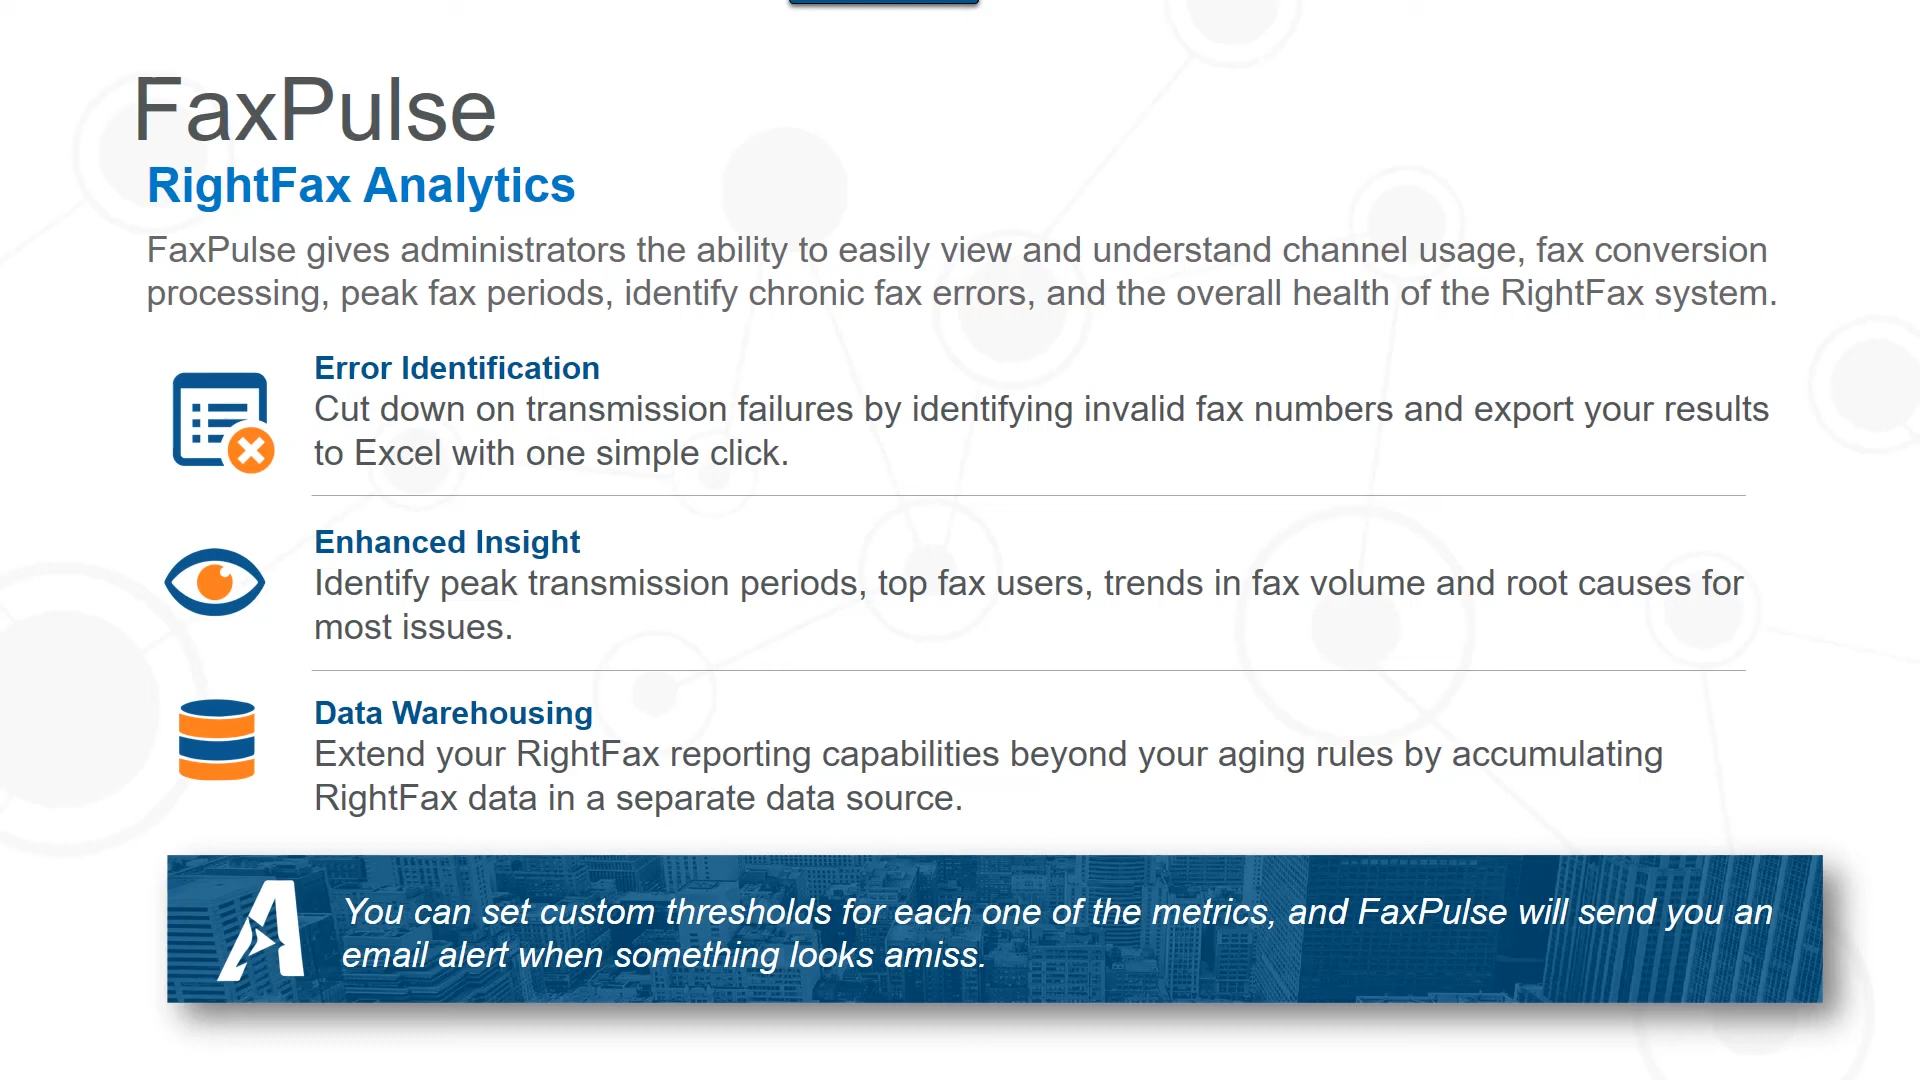 FaxPulse
RightFax Analytics
FaxPulse gives administrators the ability to easily view and understand channel usage, fax conversion
processing, peak fax periods, identify chronic fax errors, and the overall health of the RightFax system.
Error Identification
Cut down on transmission failures by identifying invalid fax numbers and export your results
to Excel with one simple click.
Enhanced Insight
Identify peak transmission periods, top fax users, trends in fax volume and root causes for
most issues.
Data Warehousing
Extend your RightFax reporting capabilities beyond your aging rules by accumulating
RightFax data in a separate data source.
You can set custom thresholds for each one of the metrics, and FaxPulse will send you an
email alert when something looks amiss.